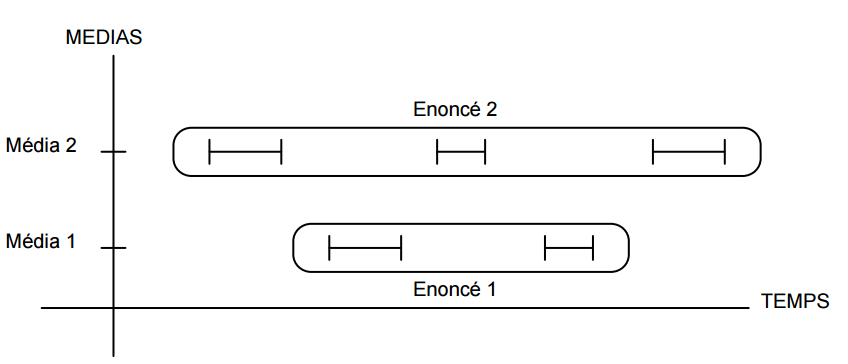 MEDIAS
Enoncé 2
Média 2
Média 1
Enoncé 1
TEMPS